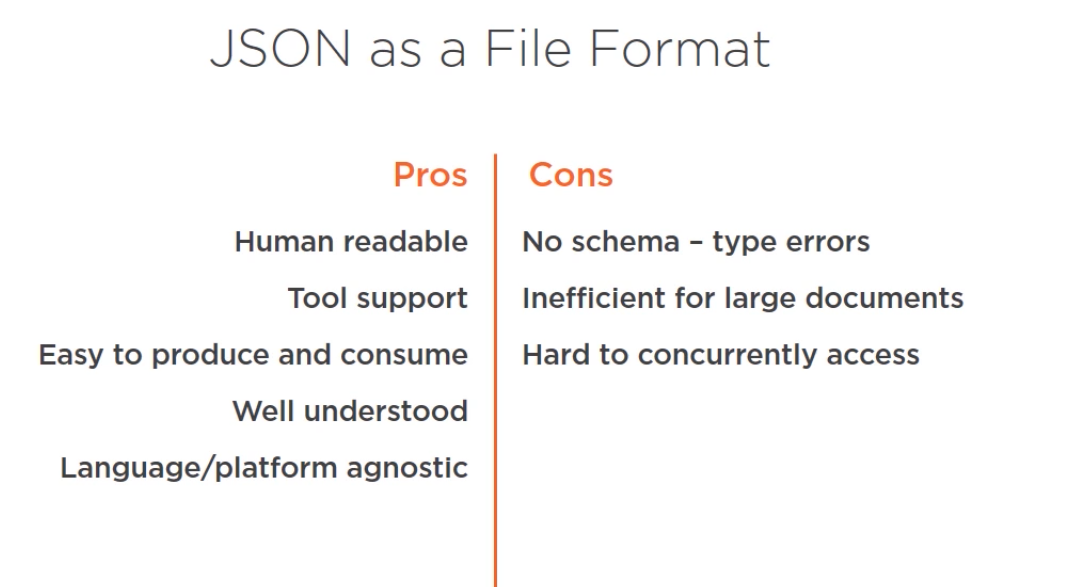 JSON as a File Format
Pros
Human readable
Tool support
Easy to produce and consume
Well understood
Language/platform agnostic
Cons
No schema – type errors
Inefficient for large documents
Hard to concurrently access